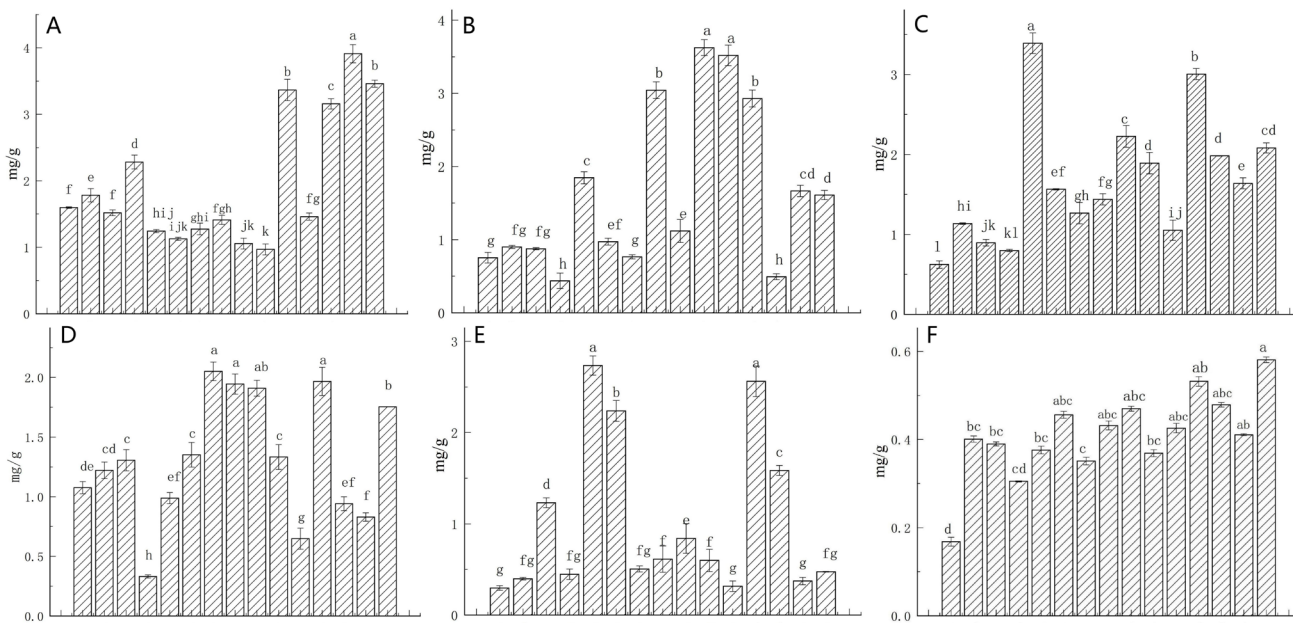 A
mg/g
4
3
2
1
0
f
e
f
d
hij
ijk
ghi
fgh
jk
k
b
fg
c
a
b
B
mg/g
4
3
2
1
0
g
fg
fg
h
c
ef
g
b
e
a
a
b
h
cd
d
C
mg/g
3
2
1
0
l
hi
jk
kl
a
ef
gh
fg
c
d
ij
b
d
e
cd
D
mg/g
2.0
1.5
1.0
0.5
0.0
de
cd
c
h
ef
c
a
a
ab
c
g
a
ef
f
b
E
mg/g
3
2
1
0
g
fg
d
fg
a
b
fg
f
e
f
g
a
c
g
fg
F
mg/g
0.6
0.4
0.2
0.0
d
bc
bc
cd
bc
abc
c
abc
abc
bc
abc
ab
abc
ab
a